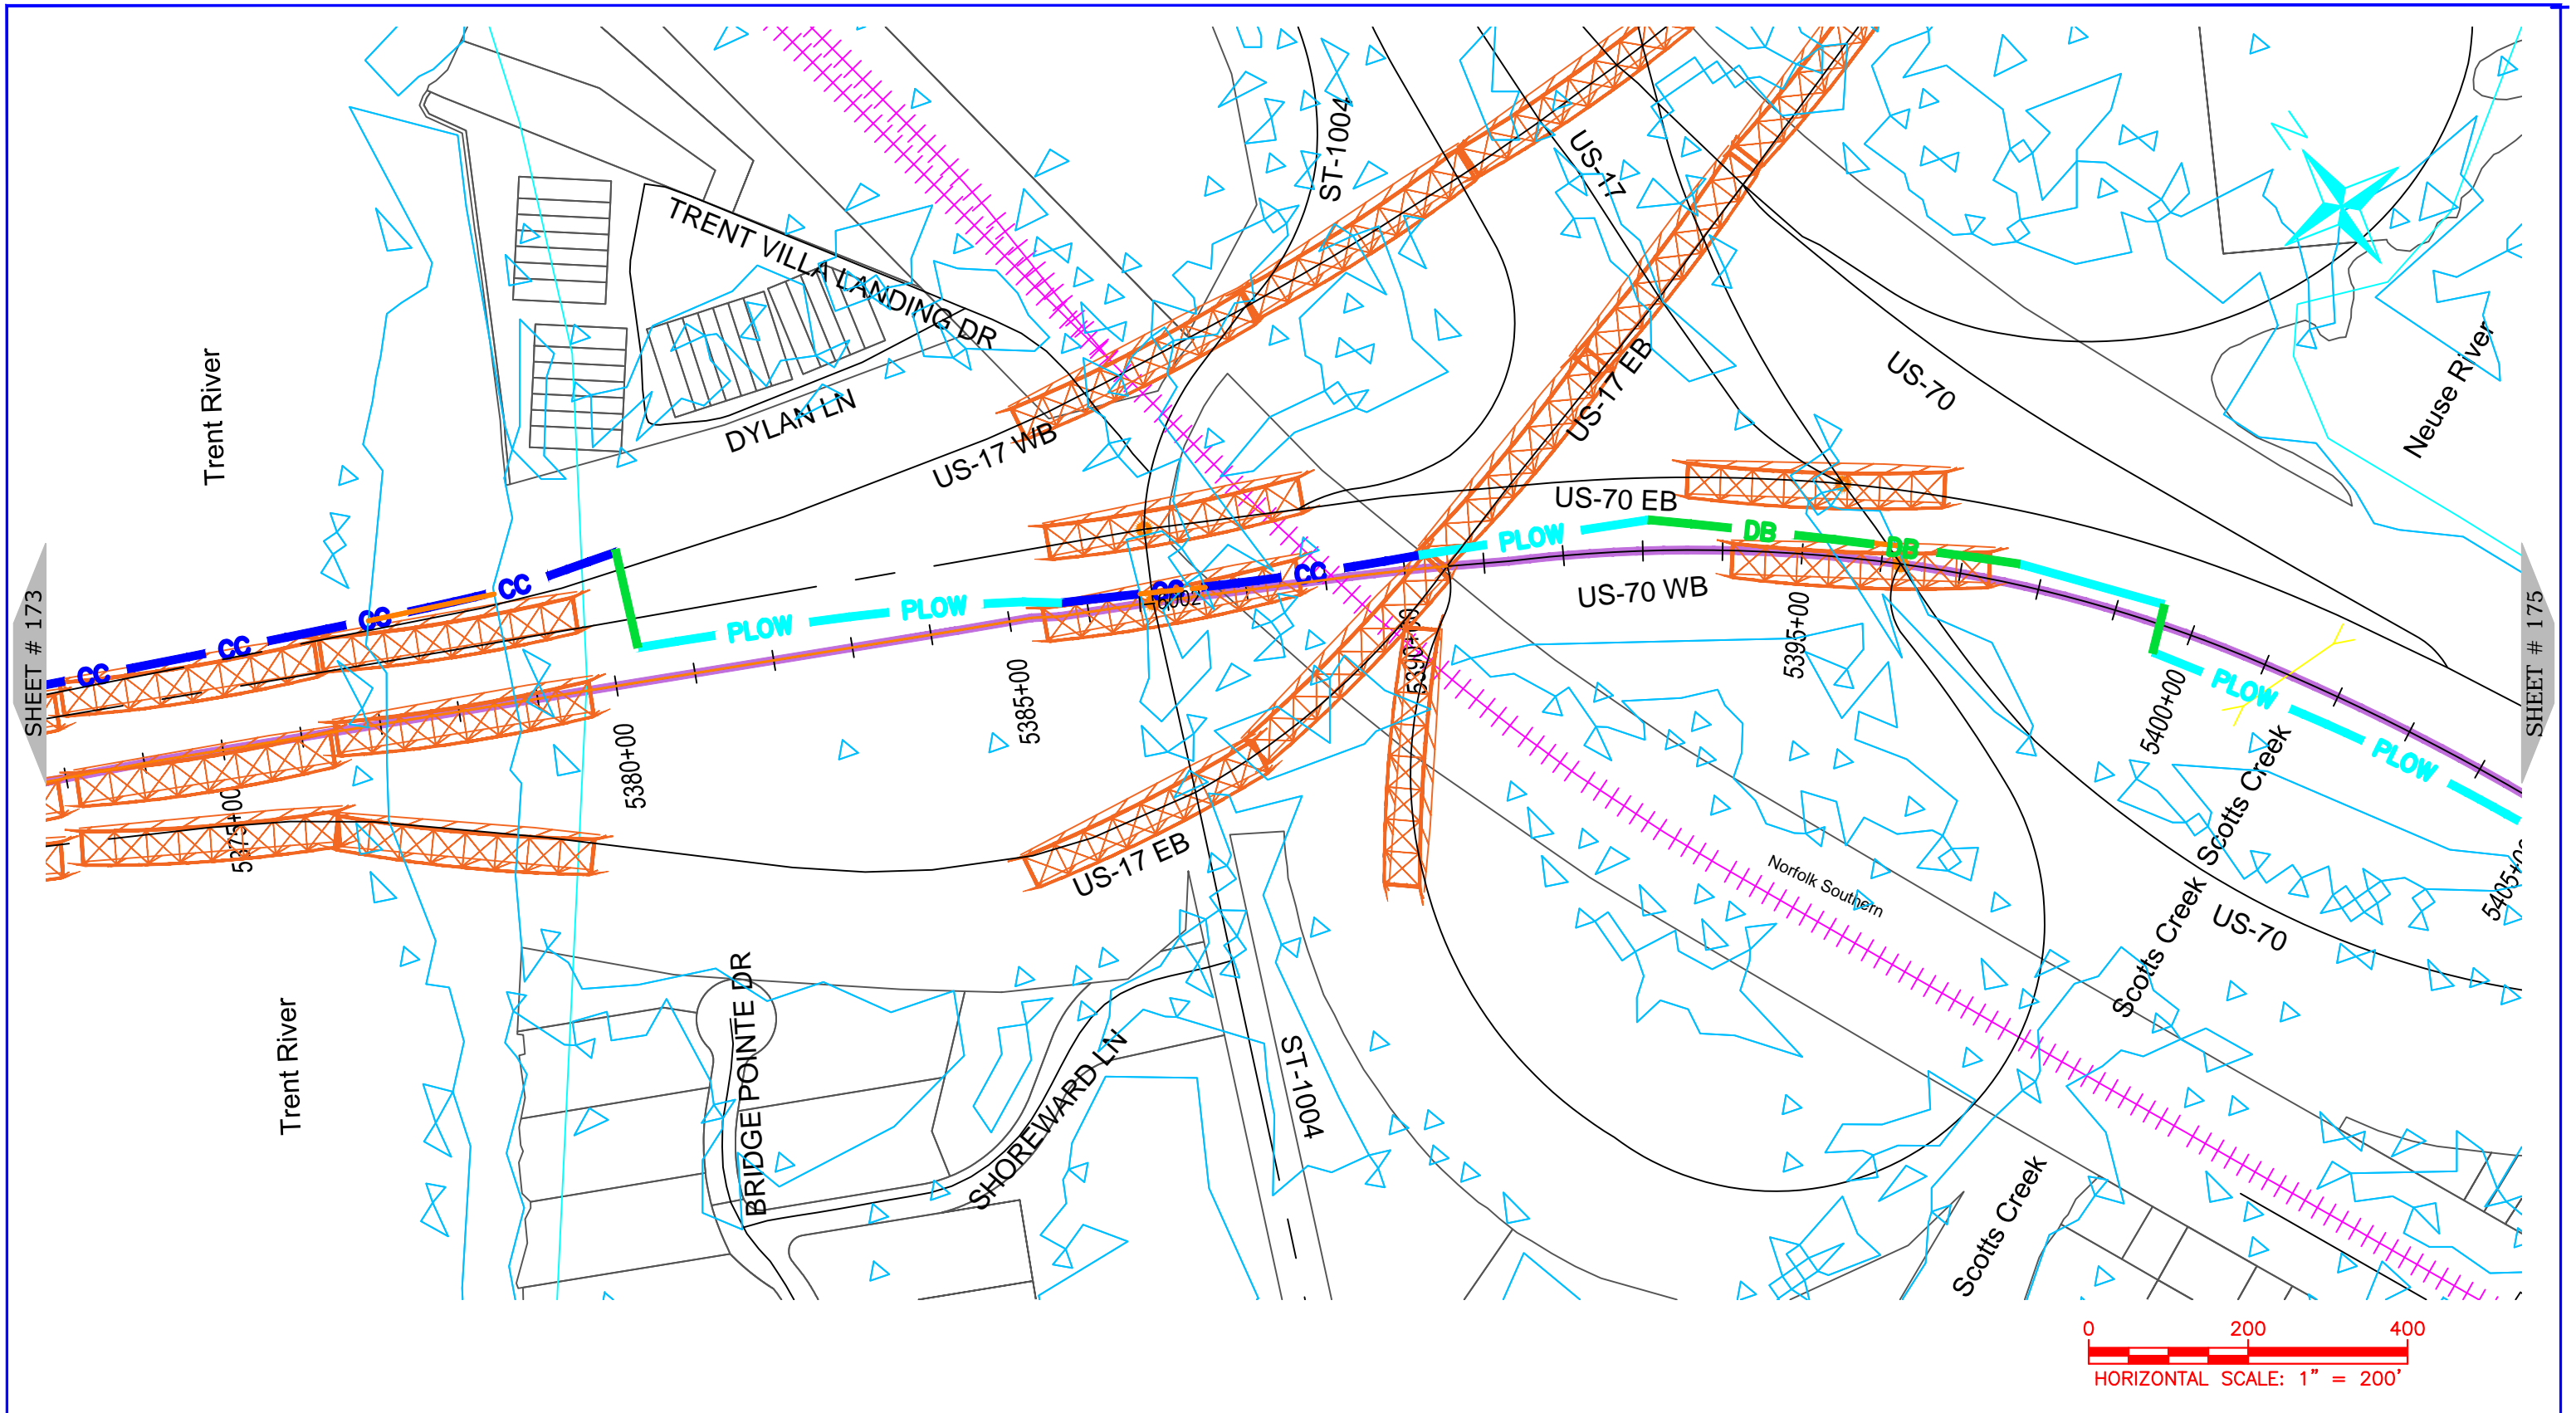 ST-1004
US-17
Z
TRENT VILLA LANDING DR
Trent River
DYLAN LN
US-17 WB
US-17 EB
US-70
Neuse River
US-70 EB
PLOW
DB
DB
CC
CC
CC
CC
CC
CC
PLOW
PLOW
US-70 WB
SHEET # 173
SHEET # 175
5375+00
5380+00
5385+00
5390+00
5395+00
5400+00
PLOW
PLOW
Scotts Creek
US-17 EB
Norfolk Southern
Scotts Creek
US-70
Trent River
BRIDGE POINTE DR
SHOREWARD LN
ST-1004
Scotts Creek
0 200 400
HORIZONTAL SCALE: 1" = 200'